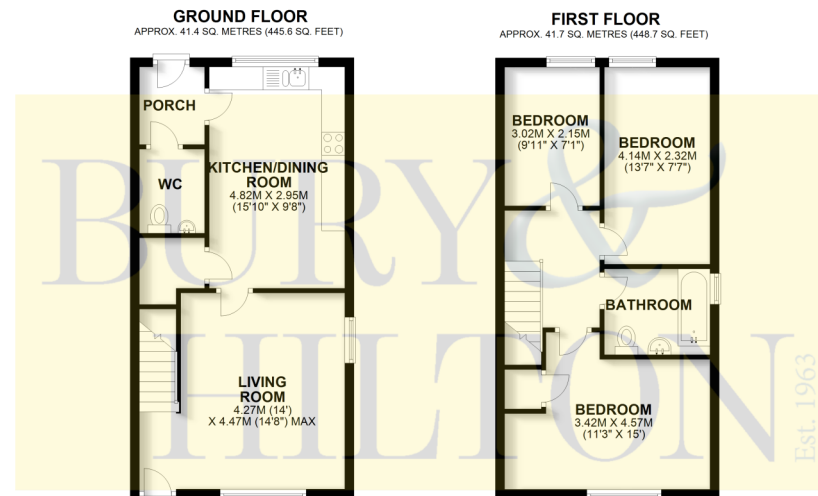 GROUND FLOOR
APPROX. 41.4 SQ. METRES (445.6 SQ. FEET)
PORCH
WC
KITCHEN/DINING
ROOM
4.82M X 2.95M
(15'10" X 9'8")
LIVING
ROOM
4.27M (14')
X 4.47M (14'8") MAX
FIRST FLOOR
APPROX. 41.7 SQ. METRES (448.7 SQ. FEET)
BEDROOM
3.02M X 2.15M
(9'11" X 7'1")
BEDROOM
4.14M X 2.32M
(13'7" X 7'7")
BATHROOM
BEDROOM
3.42M X 4.57M
(11'3" X 15')
BURY &
HILTON
Est. 1963